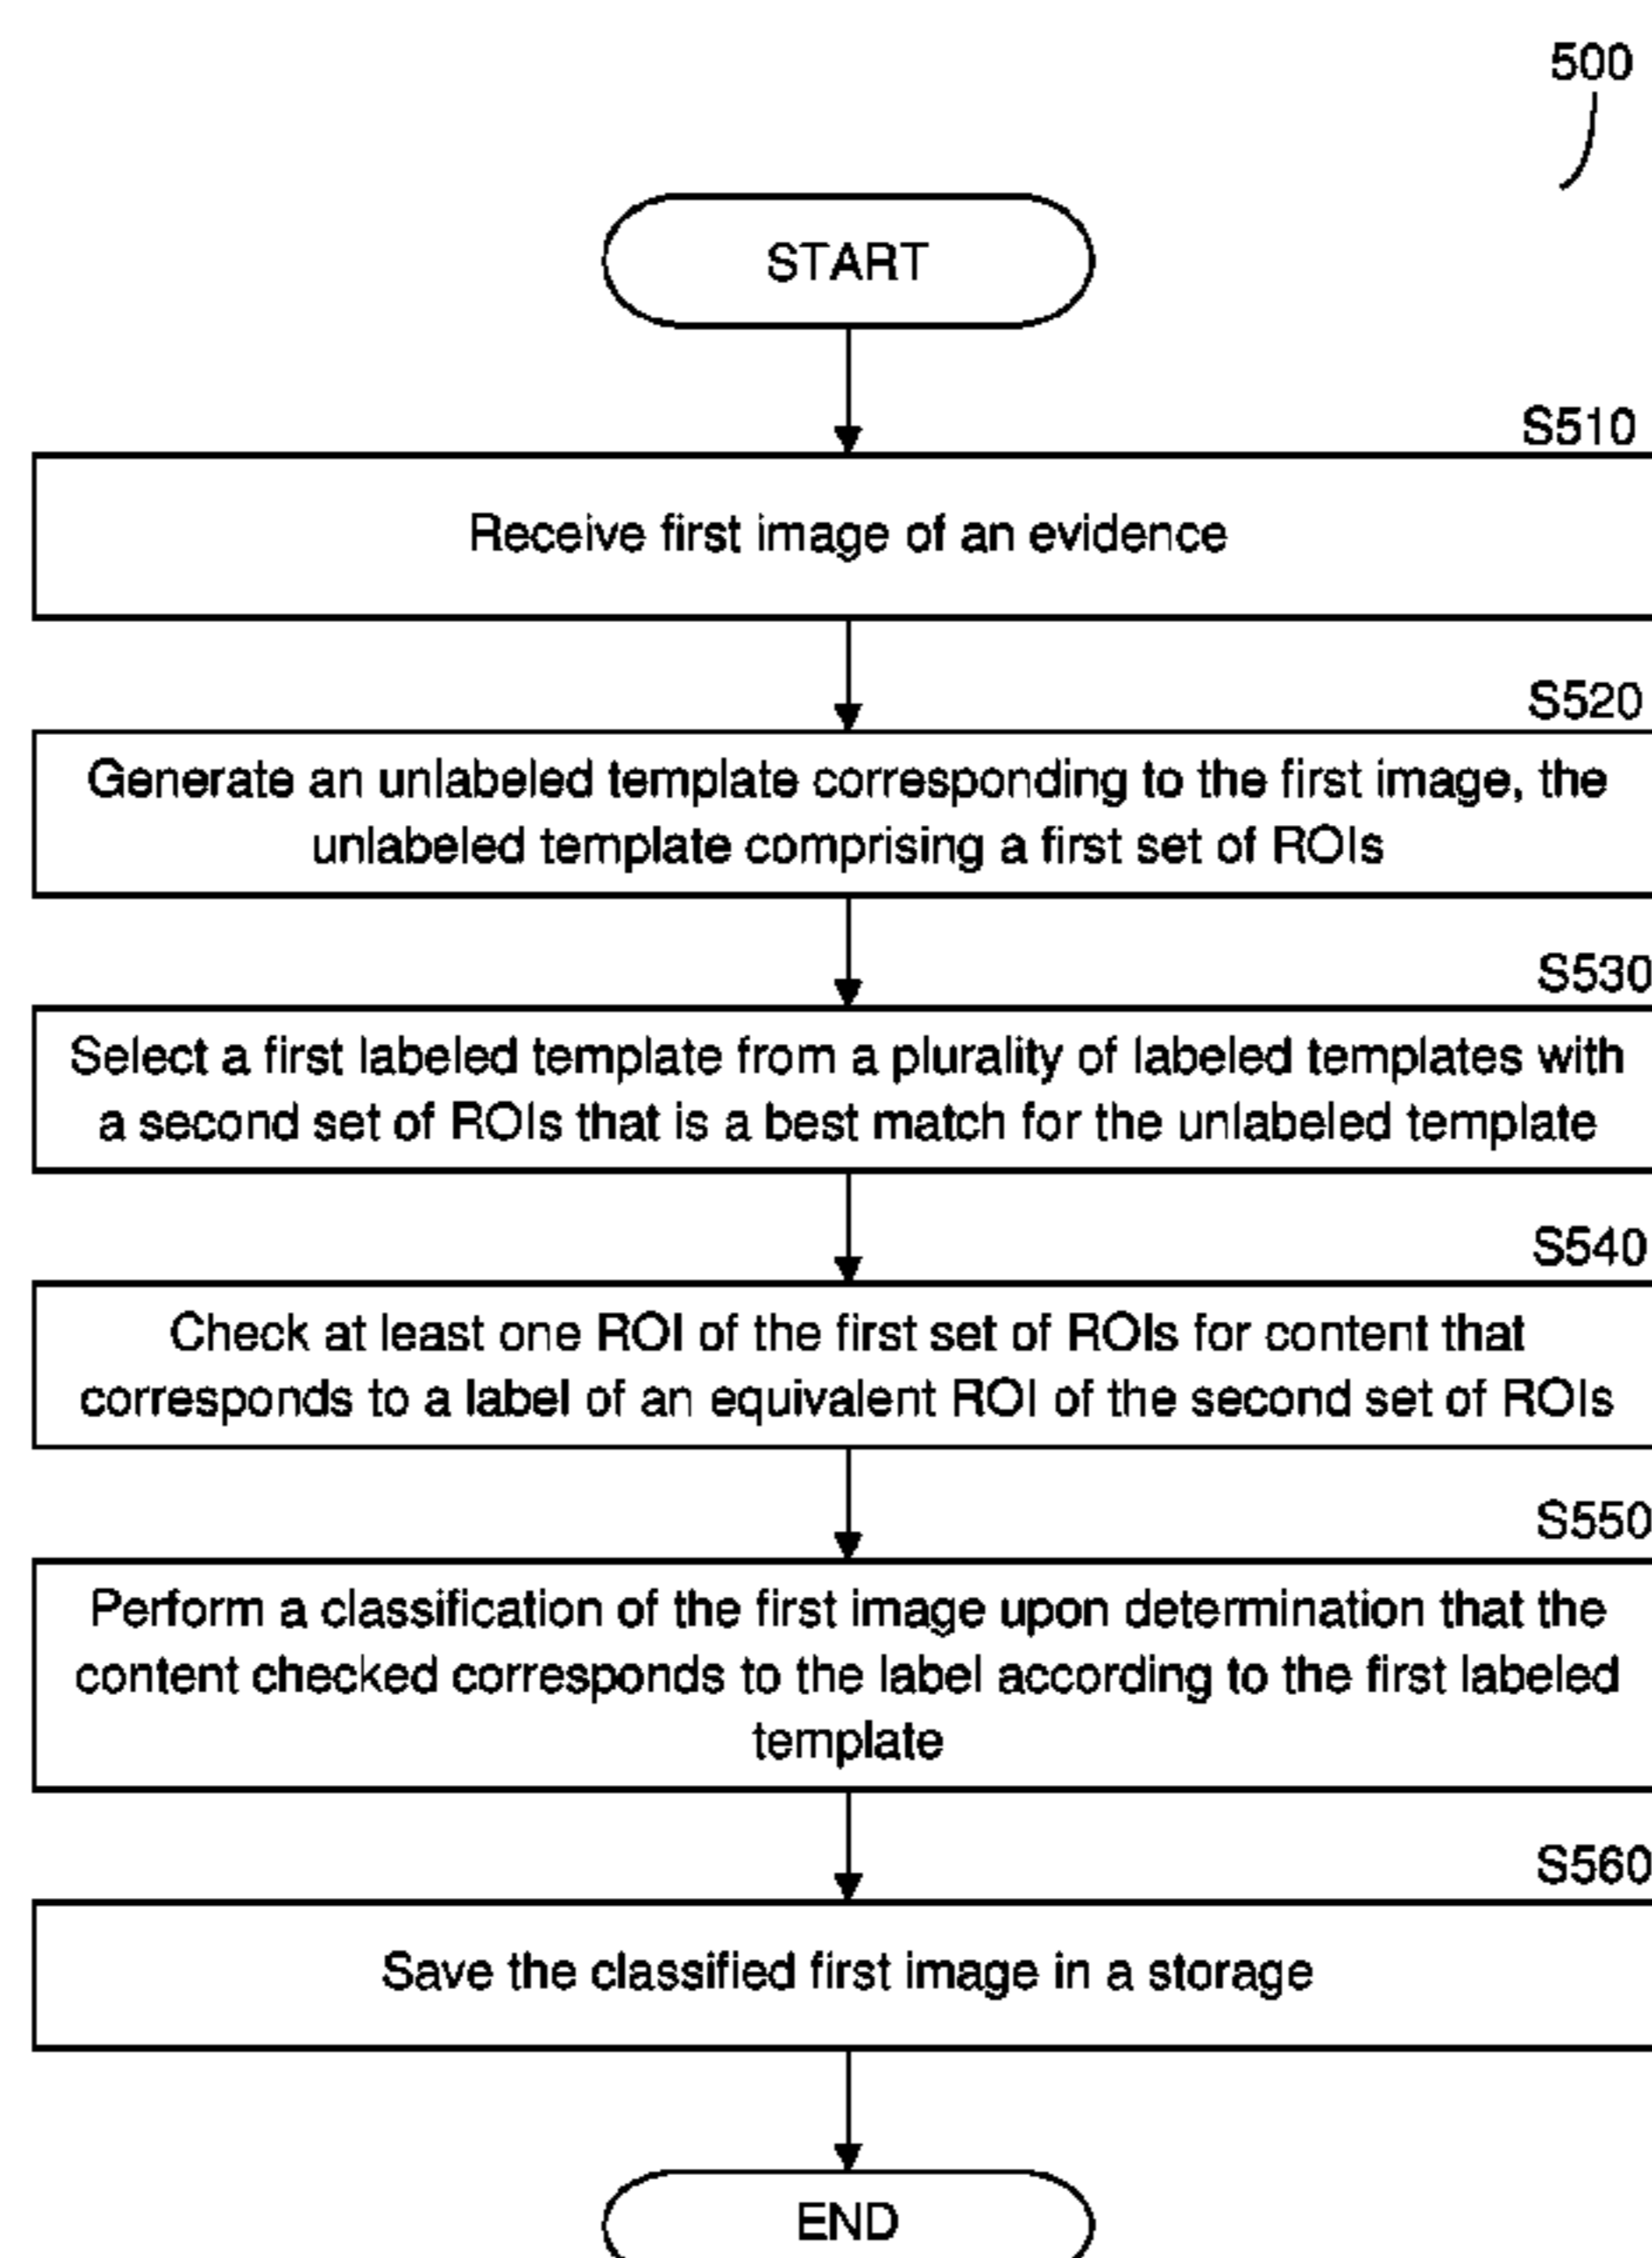 500
START
S510
Receive first image of an evidence
S520
Generate an unlabeled template corresponding to the first image, the
unlabeled template comprising a first set of ROIs
S530
Select a first labeled template from a plurality of labeled templates with
a second set of ROIs that is a best match for the unlabeled template
S540
Check at least one ROI of the first set of ROIs for content that
corresponds to a label of an equivalent ROI of the second set of ROIs
S550
Perform a classification of the first image upon determination that the
content checked corresponds to the label according to the first labeled
template
S560
Save the classified first image in a storage
END